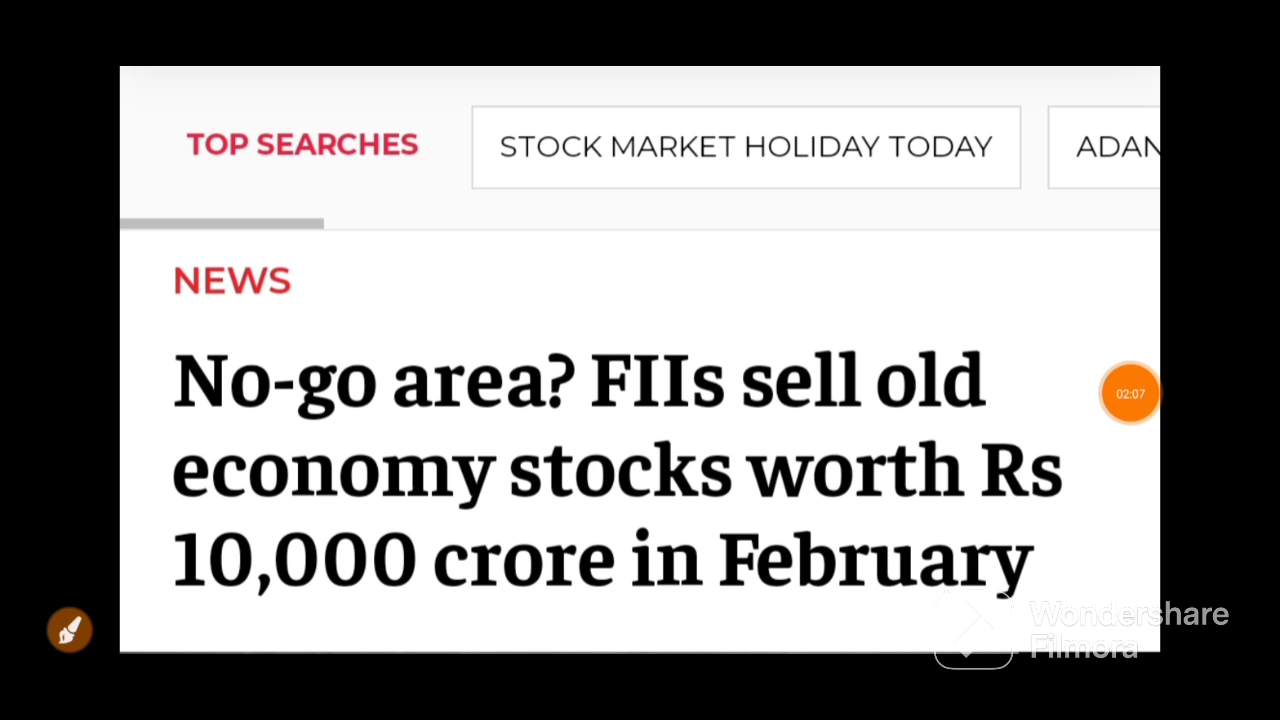 TOP SEARCHES
STOCK MARKET HOLIDAY TODAY
ADAN
NEWS
No-go area? FIIs sell old
economy stocks worth Rs
10,000 crore in February
02:07
Wondershare
Filmora